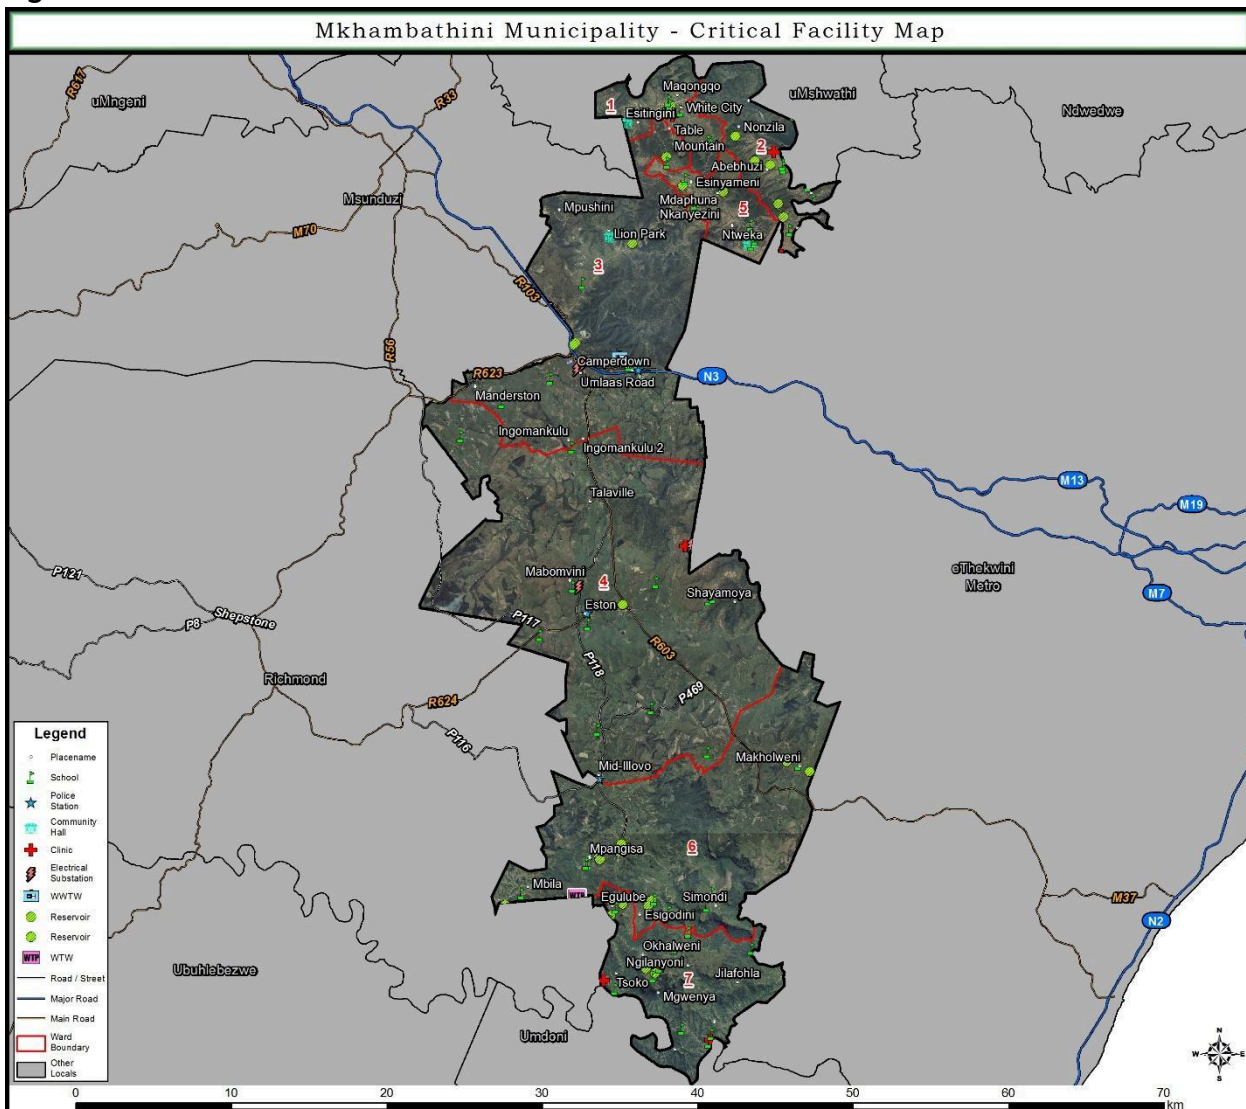 Mkhambathini Municipality - Critical Facility Map
R617
uMngeni
R33
Maqongqo
uMshwathi
Ndwedwe
1
Esitingini
White City
Table
Mountain
Nonzila
2
Abebhuzi
Esinyameni
Msunduzi
Mpushini
Mdaphuna
Nkanyezini
5
M70
Lion Park
Ntweka
3
R103
R56
Camperdown
R623
Umlaas Road
N3
Manderston
Ingomankulu
Ingomankulu 2
M13
Talaville
M19
P121
Mabomvini
4
eThekwini
Metro
Shayamoya
M7
Eston
P8
Shepstone
P117
P118
R603
Richmond
P469
R624
P116
Mid-Illovo
Makholweni
Mpangisa
6
Mbila
WTP
Egulube
Simondi
M37
Esigodini
N2
Okhalweni
Ngilanyoni
Ubuhlebezwe
Tsoko
7
Jilafohla
Mgwenya
Umdoni
Legend
Placename
School
Police
Station
Community
Hall
Clinic
Electrical
Substation
WWTW
Reservoir
Reservoir
WTP
WTW
Road / Street
Major Road
Main Road
Ward
Boundary
Other
Locals
N
W E
S
0 10 20 30 40 50 60 70
km